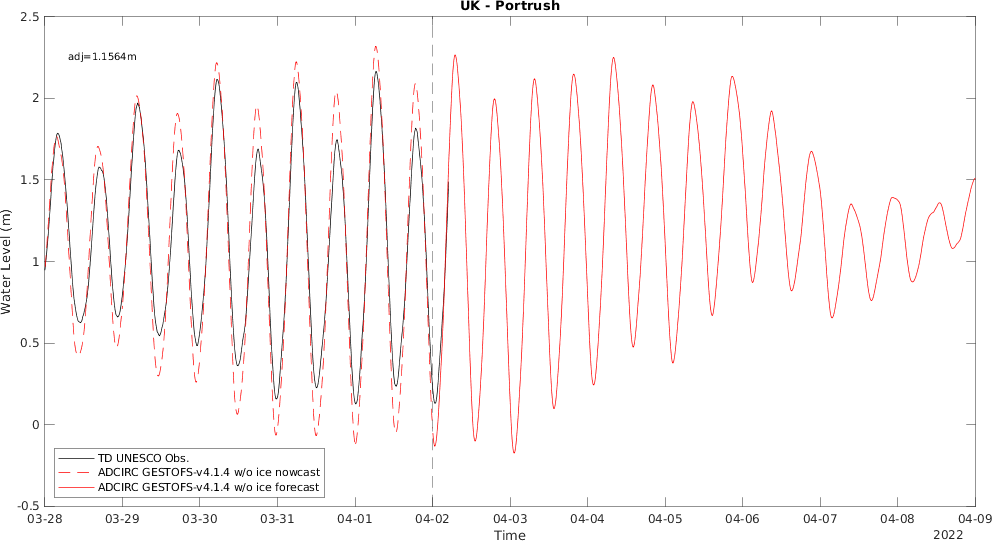 UK - Portrush
2.5
adj=1.1564m
2
1.5
1
0.5
0
-0.5
Water Level (m)
TD UNESCO Obs.
ADCIRC GESTOFS-v4.1.4 w/o ice nowcast
ADCIRC GESTOFS-v4.1.4 w/o ice forecast
03-28 03-29 03-30 03-31 04-01 04-02 04-03 04-04 04-05 04-06 04-07 04-08 04-09
Time
2022